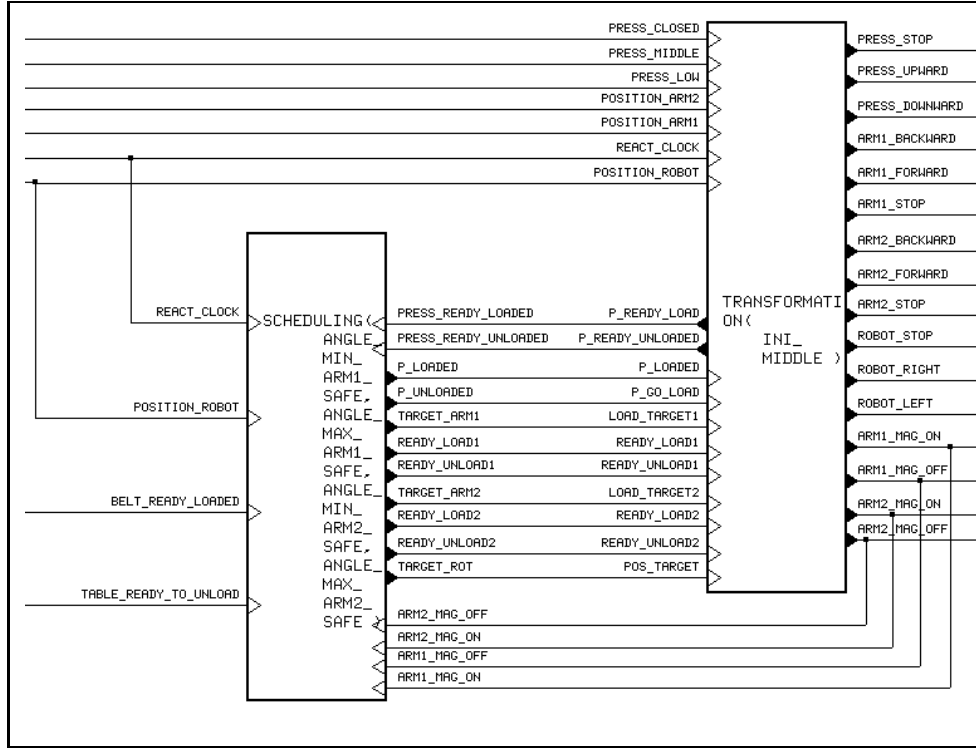 PRESS_CLOSED
PRESS_MIDDLE
PRESS_LOW
POSITION_ARM2
POSITION_ARM1
REACT_CLOCK
POSITION_ROBOT
PRESS_STOP
PRESS_UPWARD
PRESS_DOWNWARD
ARM1_BACKWARD
ARM1_FORWARD
ARM1_STOP
ARM2_BACKWARD
ARM2_FORWARD
ARM2_STOP
ROBOT_STOP
ROBOT_RIGHT
ROBOT_LEFT
ARM1_MAG_ON
ARM1_MAG_OFF
ARM2_MAG_ON
ARM2_MAG_OFF
TRANSFORMATI
ON(
INI_
MIDDLE )
REACT_CLOCK
POSITION_ROBOT
BELT_READY_LOADED
TABLE_READY_TO_UNLOAD
SCHEDULING(
ANGLE_
MIN_
ARM1_
SAFE,
ANGLE_
MAX_
ARM1_
SAFE,
ANGLE_
MIN_
ARM2_
SAFE,
ANGLE_
MAX_
ARM2_
SAFE )
PRESS_READY_LOADED P_READY_LOAD
PRESS_READY_UNLOADED P_READY_UNLOADED
P_LOADED P_LOADED
P_UNLOADED P_GO_LOAD
TARGET_ARM1 LOAD_TARGET1
READY_LOAD1 READY_LOAD1
READY_UNLOAD1 READY_UNLOAD1
TARGET_ARM2 LOAD_TARGET2
READY_LOAD2 READY_LOAD2
READY_UNLOAD2 READY_UNLOAD2
TARGET_ROT POS_TARGET
ARM2_MAG_OFF
ARM2_MAG_ON
ARM1_MAG_OFF
ARM1_MAG_ON